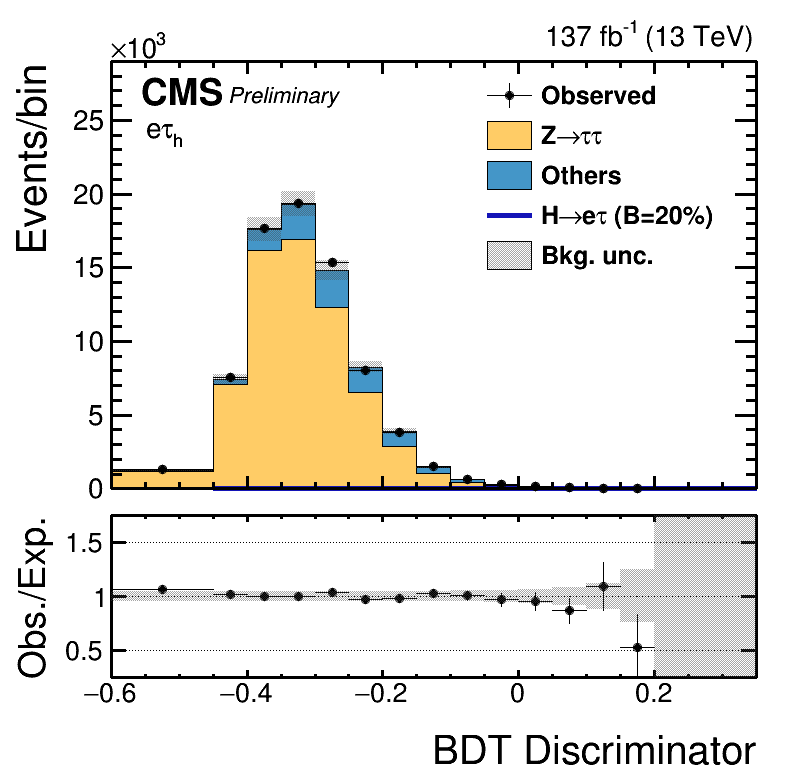 ×10³ 137 fb⁻¹ (13 TeV)
CMS Preliminary
eτh
Observed
Z→ττ
Others
H→eτ (B=20%)
Bkg. unc.
Events/bin
25
20
15
10
5
0
Obs./Exp.
1.5
1
0.5
−0.6 −0.4 −0.2 0 0.2
BDT Discriminator